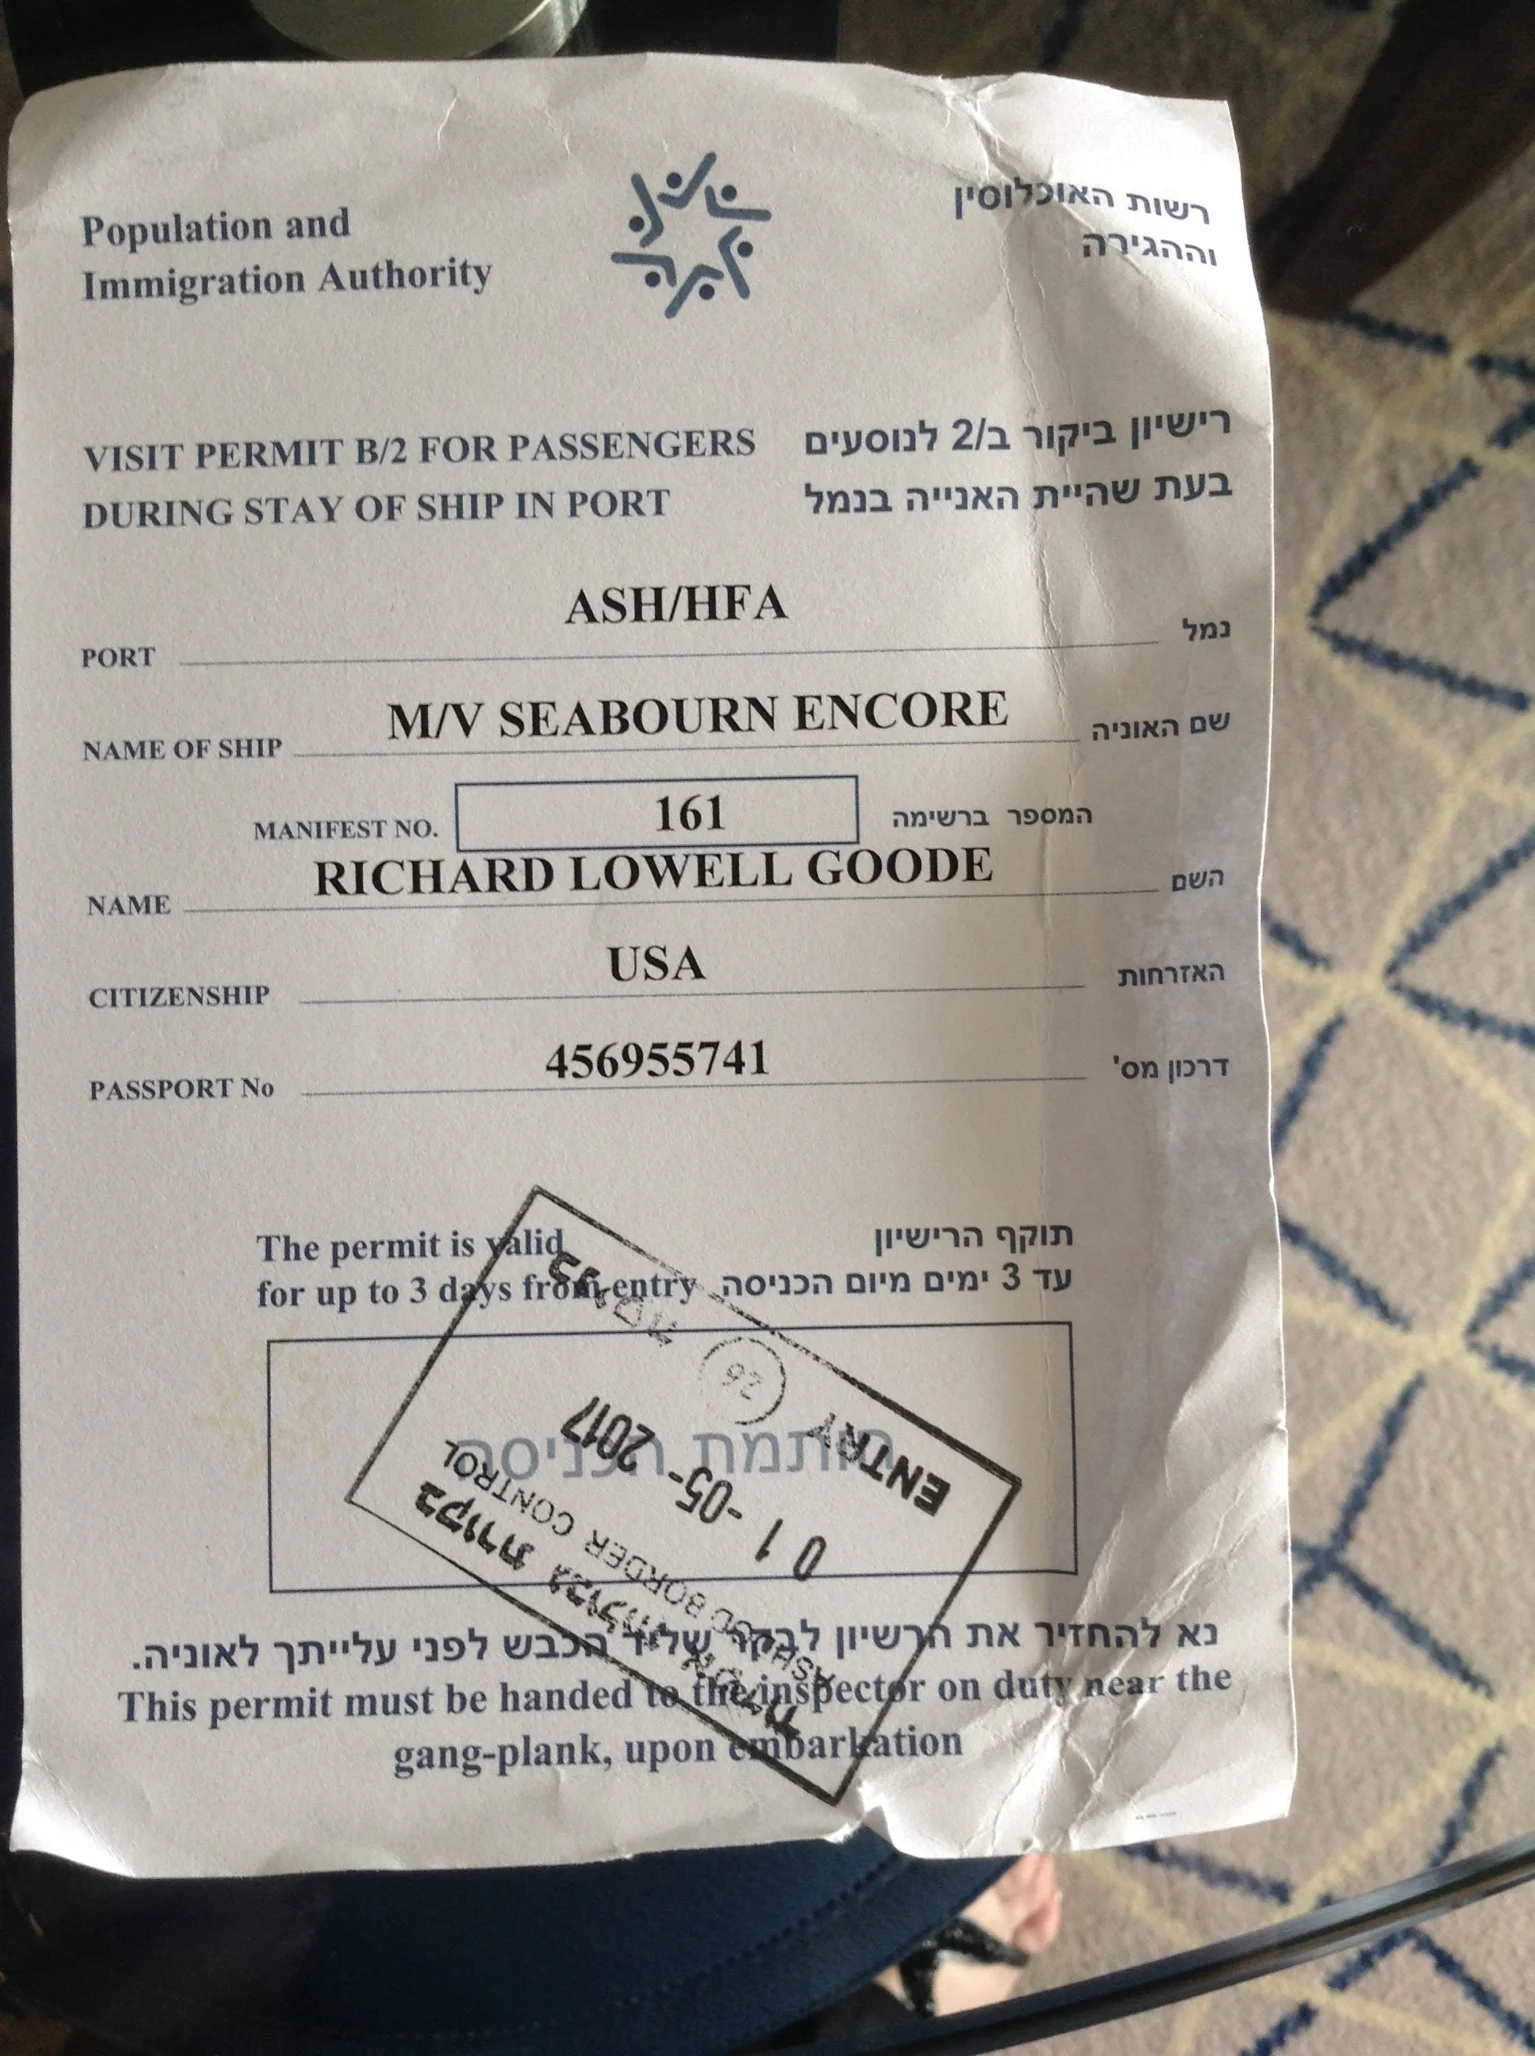 Population and
Immigration Authority
רשות האוכלוסין
וההגירה
VISIT PERMIT B/2 FOR PASSENGERS
DURING STAY OF SHIP IN PORT
רישיון ביקור ב/2 לנוסעים
בעת שהיית האנייה בנמל
PORT ASH/HFA נמל
NAME OF SHIP M/V SEABOURN ENCORE שם האוניה
MANIFEST NO. 161 המספר ברשימה
NAME RICHARD LOWELL GOODE השם
CITIZENSHIP USA האזרחות
PASSPORT No 456955741 דרכון מס'
The permit is valid
for up to 3 days from entry
תוקף הרישיון
עד 3 ימים מיום הכניסה
חותמת הכניסה
ENTRY
26
01 -05- 2017
BORDER CONTROL
ביקורת
נא להחזיר את הרשיון לבקר שליד הכבש לפני עלייתך לאוניה.
This permit must be handed to the inspector on duty near the
gang-plank, upon embarkation